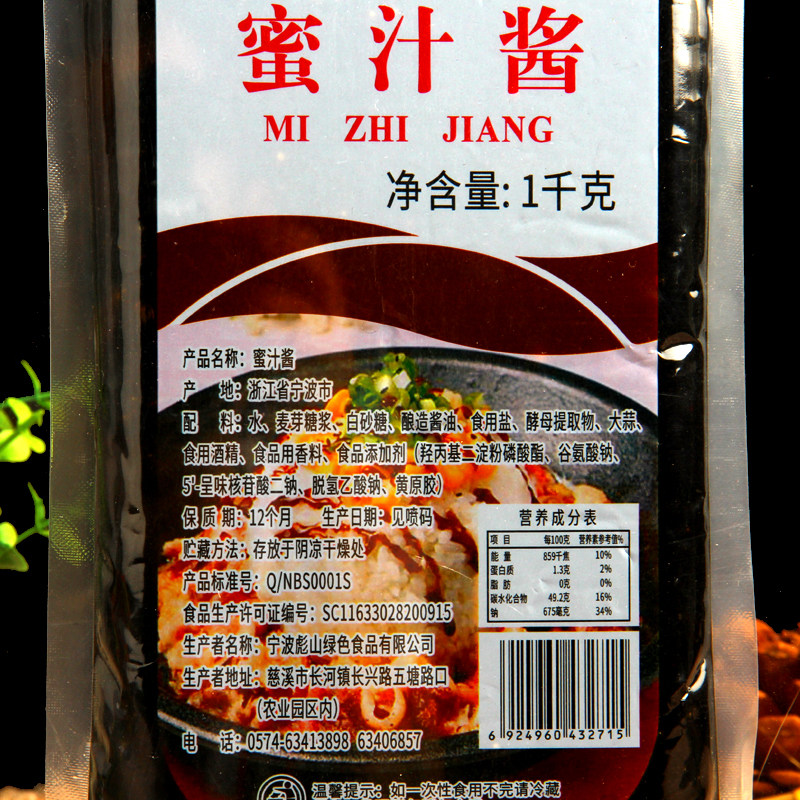 蜜汁酱
MI ZHI JIANG
净含量: 1千克
产品名称: 蜜汁酱
产 地: 浙江省宁波市
配 料: 水、麦芽糖浆、白砂糖、酿造酱油、食用盐、酵母提取物、大蒜、
食用酒精、食品用香料、食品添加剂（羟丙基二淀粉磷酸酯、谷氨酸钠、
5'-呈味核苷酸二钠、脱氢乙酸钠、黄原胶）
保 质 期: 12个月 生产日期: 见喷码
贮藏方法: 存放于阴凉干燥处
产品标准号: Q/NBS0001S
食品生产许可证编号: SC11633028200915
生产者名称: 宁波彪山绿色食品有限公司
生产者地址: 慈溪市长河镇长兴路五塘路口
（农业园区内）
电 话: 0574-63413898 63406857
营养成分表
项 目 每100克 营养素参考值%
能 量 859千焦 10%
蛋白质 1.3克 2%
脂 肪 0克 0%
碳水化合物 49.2克 16%
钠 675毫克 34%
6 924960 432715
温馨提示: 如一次性食用不完请冷藏